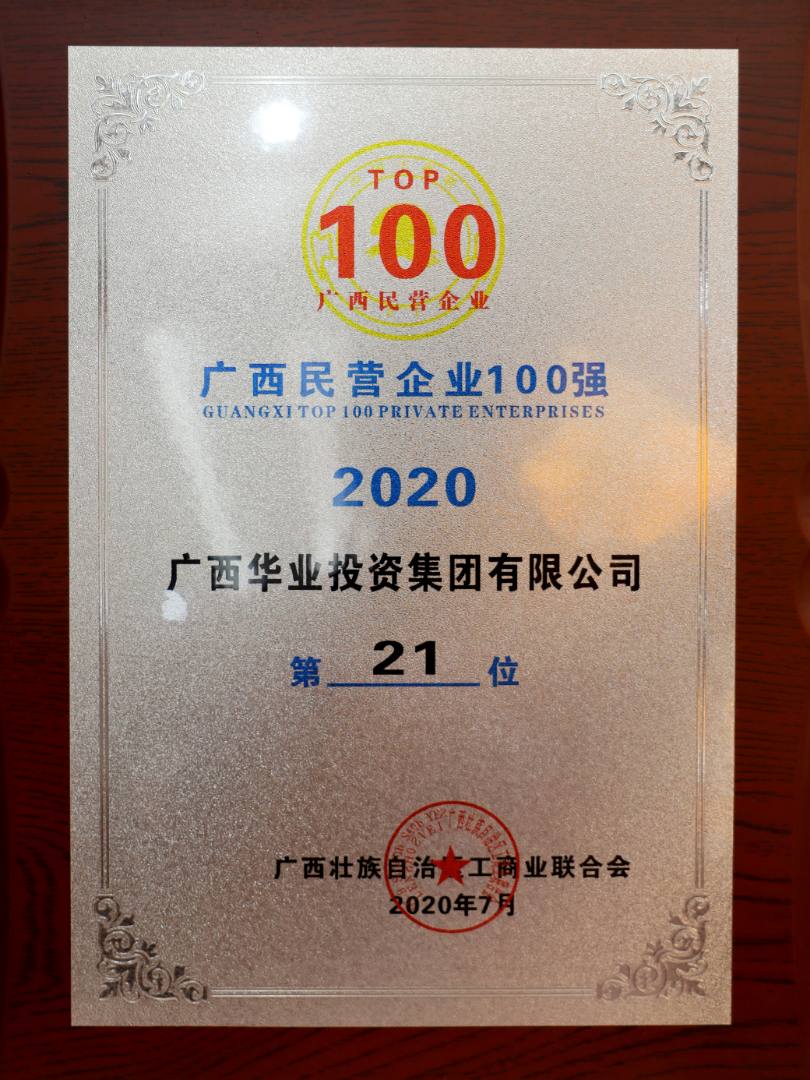 TOP
100
广西民营企业
广西民营企业100强
GUANGXI TOP 100 PRIVATE ENTERPRISES
2020
广西华业投资集团有限公司
第 21 位
广西壮族自治区工商业联合会
2020年7月